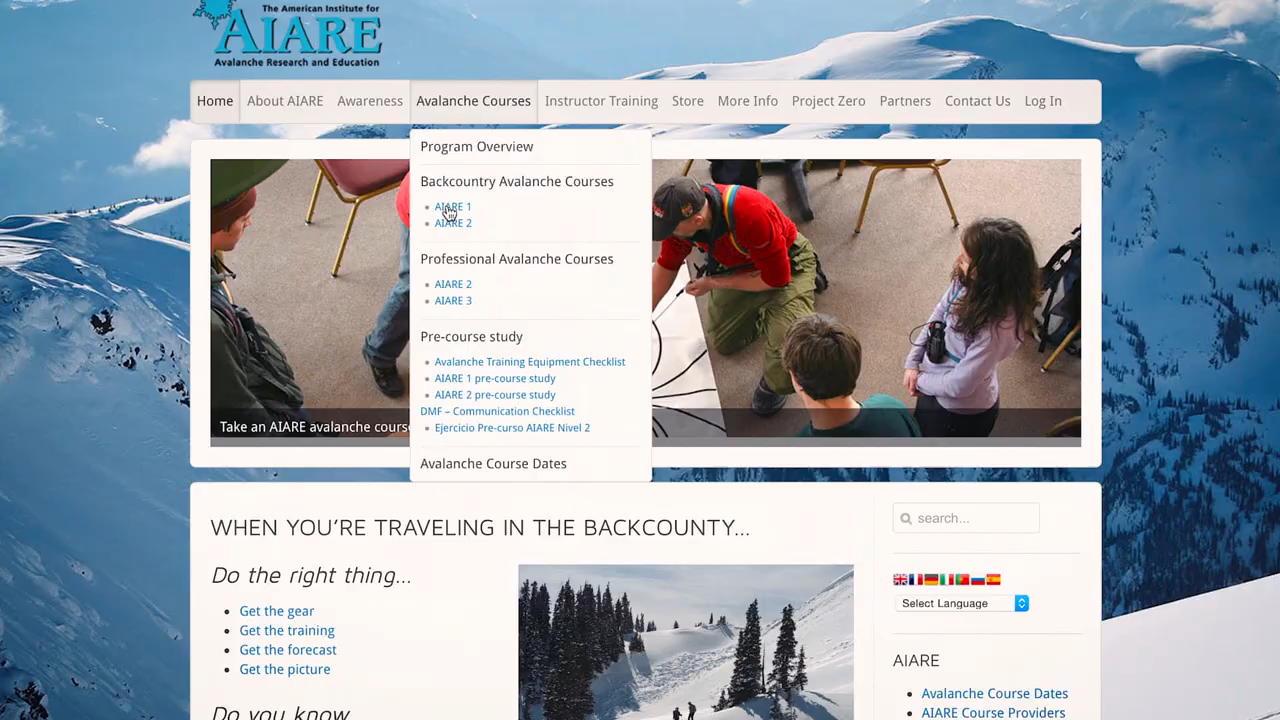 The American Institute for
AIARE
Avalanche Research and Education
Home About AIARE Awareness Avalanche Courses Instructor Training Store More Info Project Zero Partners Contact Us Log In
Program Overview
Backcountry Avalanche Courses
AIARE 1
AIARE 2
Professional Avalanche Courses
AIARE 2
AIARE 3
Pre-course study
Avalanche Training Equipment Checklist
AIARE 1 pre-course study
AIARE 2 pre-course study
DMF – Communication Checklist
Ejercicio Pre-curso AIARE Nivel 2
Avalanche Course Dates
Take an AIARE avalanche course
WHEN YOU'RE TRAVELING IN THE BACKCOUNTY...
Do the right thing...
Get the gear
Get the training
Get the forecast
Get the picture
Do you know
search...
Select Language
AIARE
Avalanche Course Dates
AIARE Course Providers